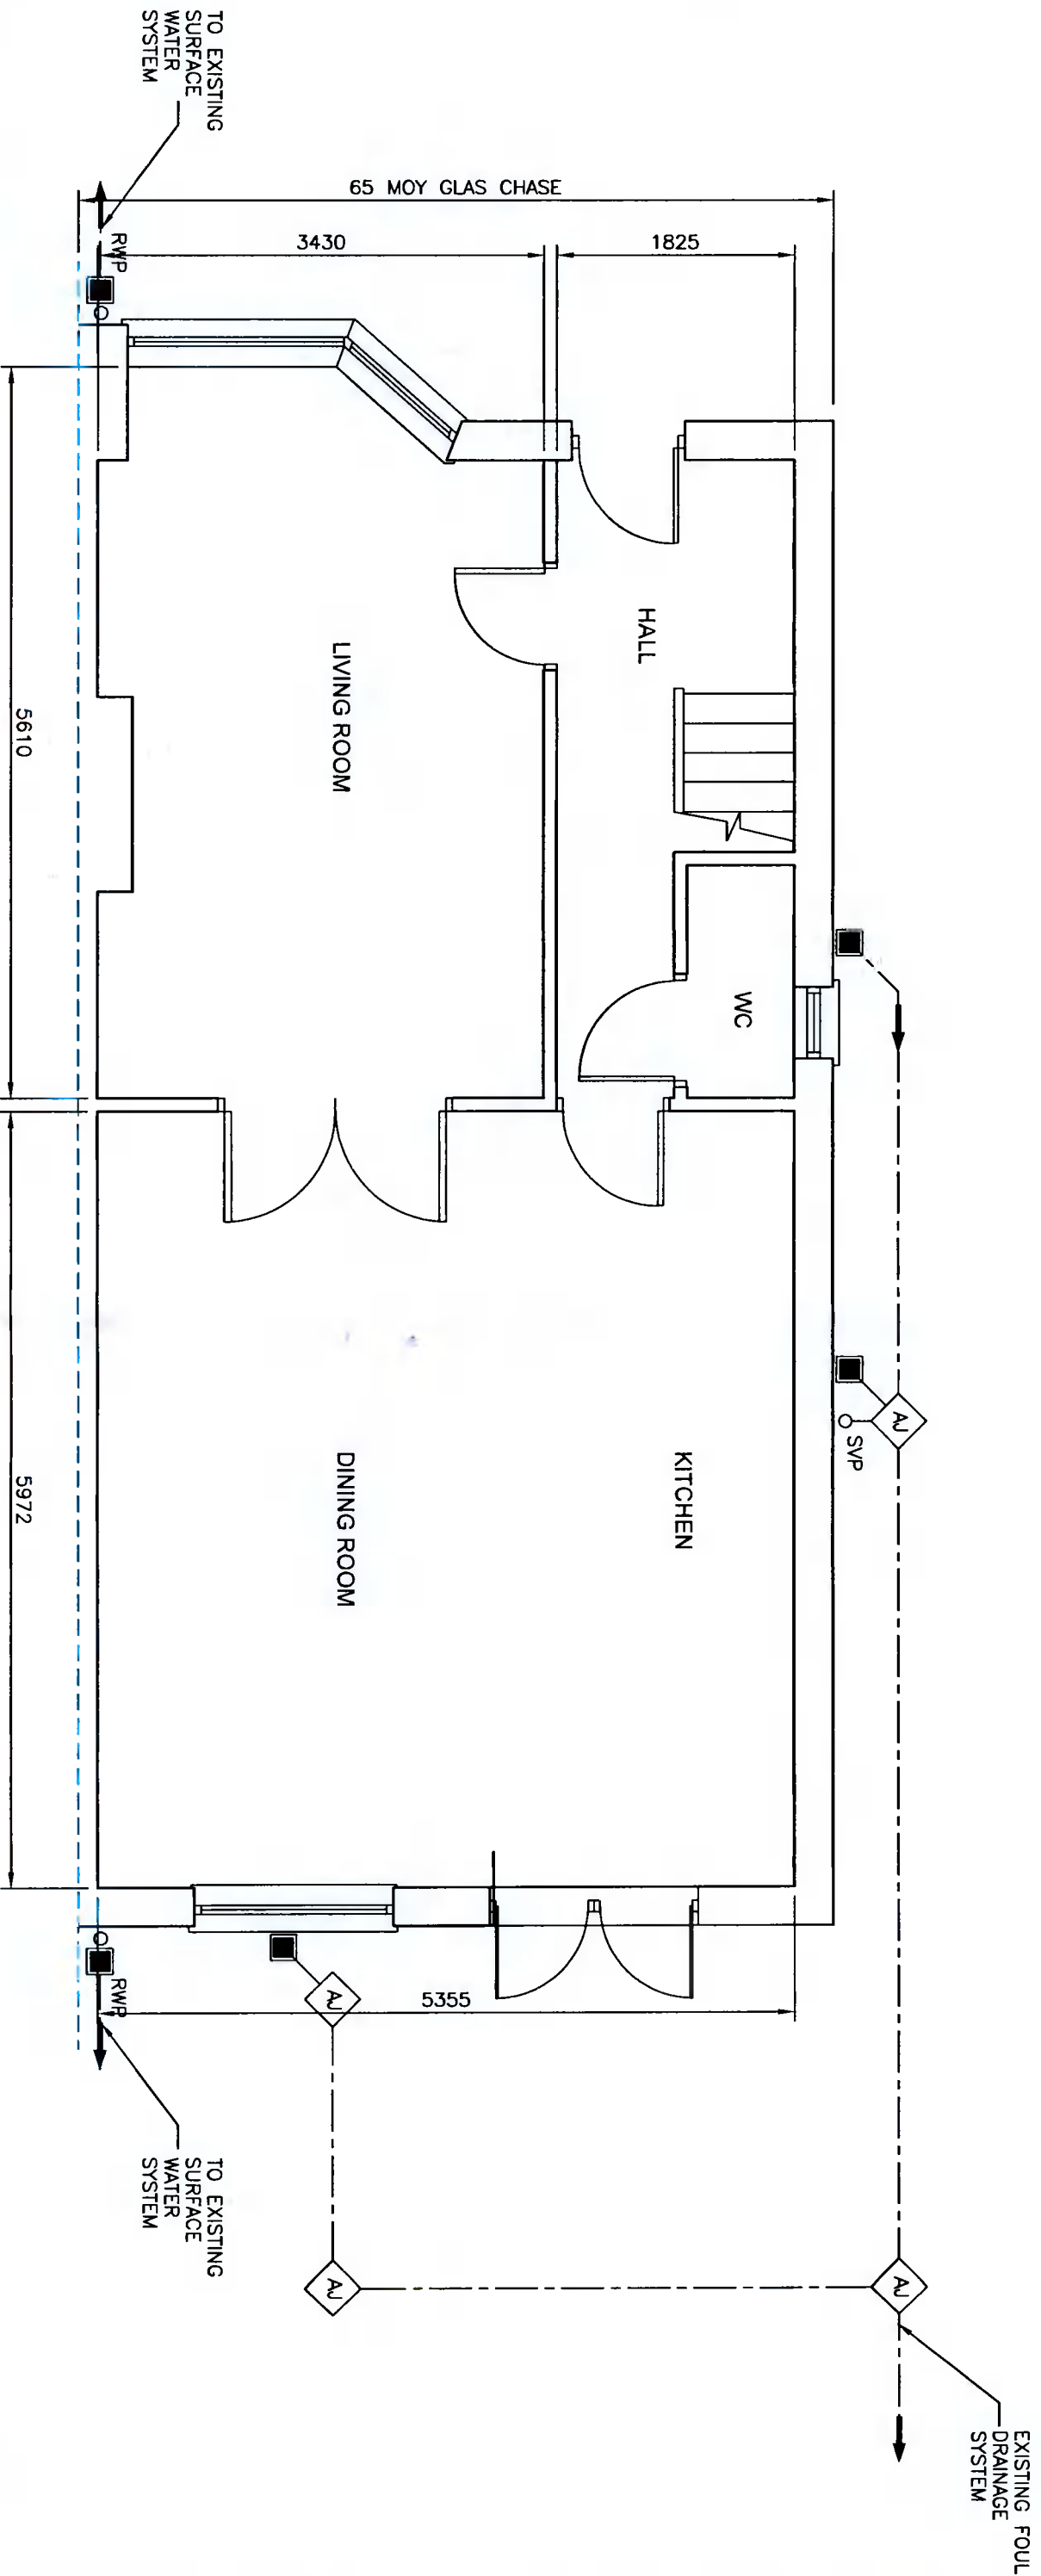 TO EXISTING
SURFACE
WATER
SYSTEM
65 MOY GLAS CHASE
RWP
3430
1825
HALL
LIVING ROOM
5610
WC
AJ
SVP
KITCHEN
DINING ROOM
5972
RWP
AJ
5355
TO EXISTING
SURFACE
WATER
SYSTEM
AJ
AJ
EXISTING FOUL
DRAINAGE
SYSTEM